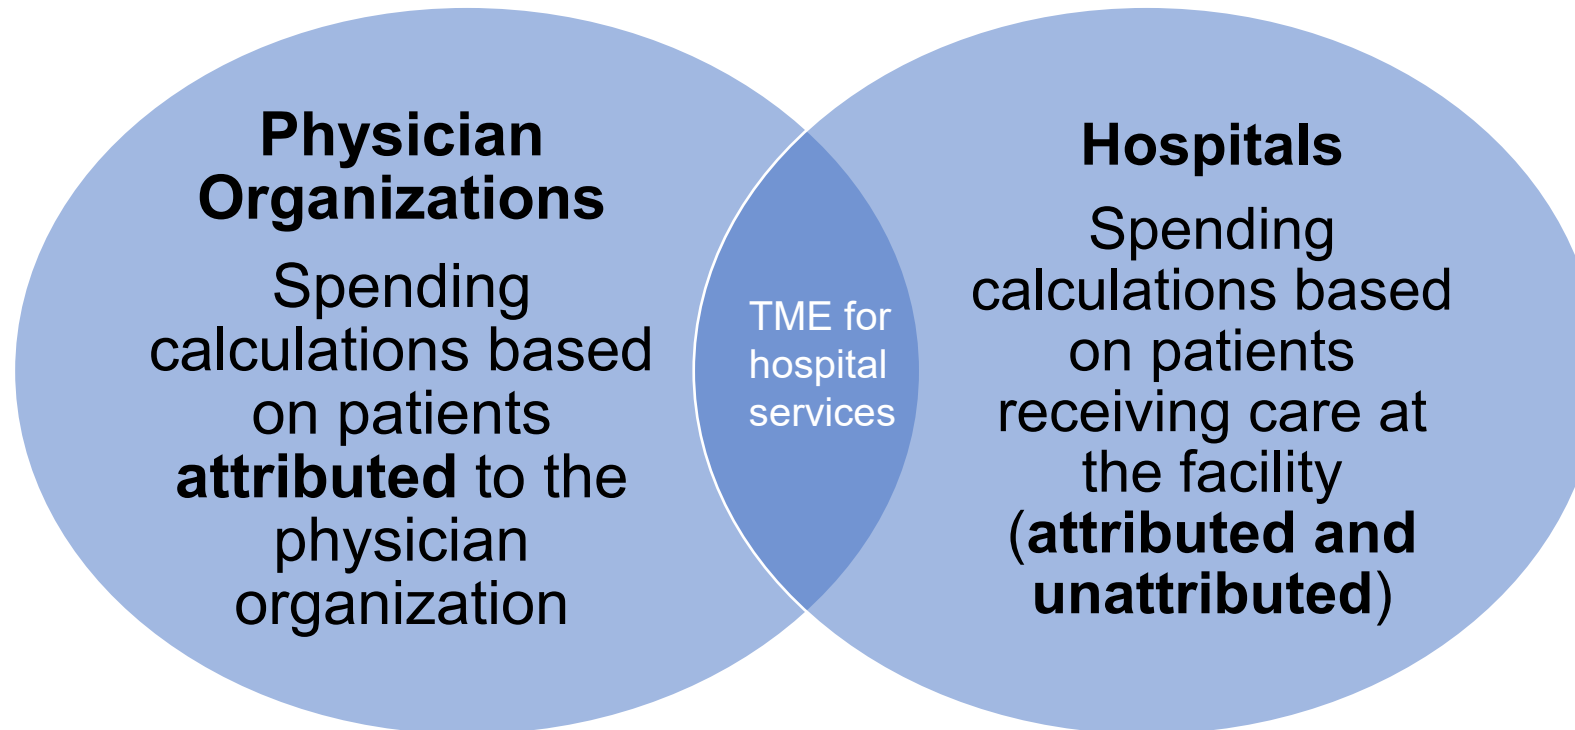 Physician
Organizations
Spending
calculations based
on patients
attributed to the
physician
organization
TME for
hospital
services
Hospitals
Spending
calculations based
on patients
receiving care at
the facility
(attributed and
unattributed)